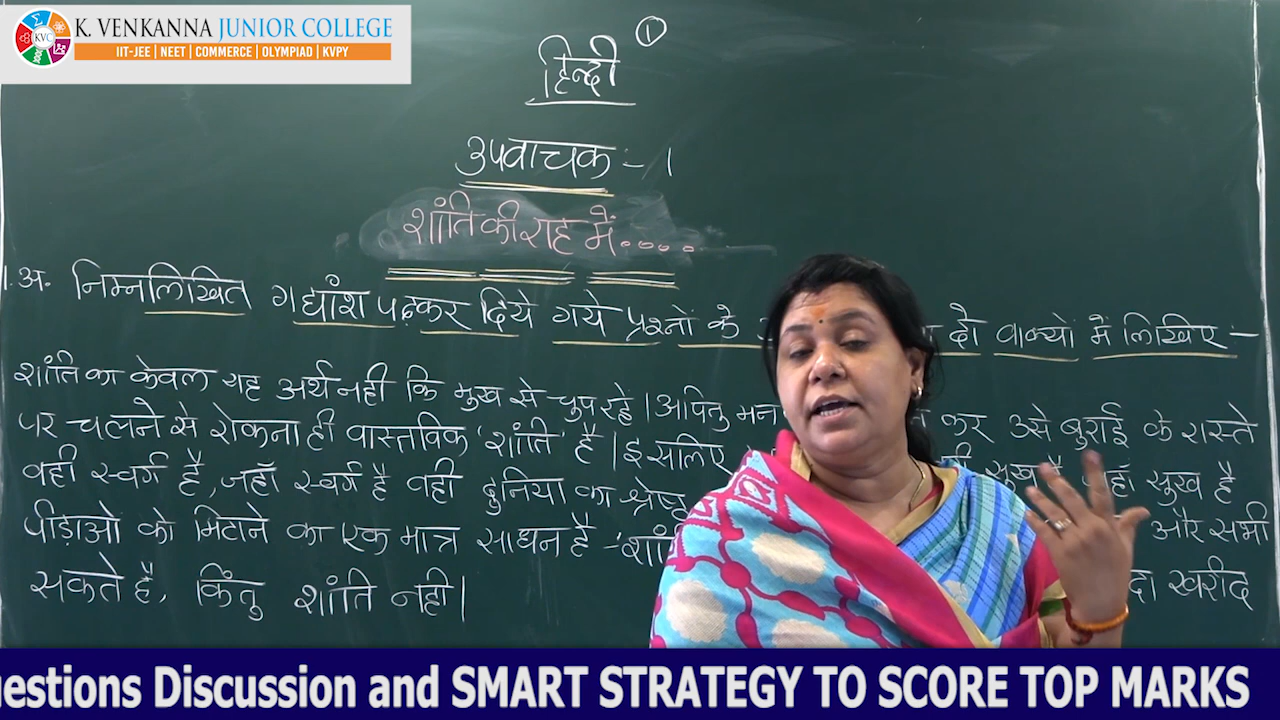 K. VENKANNA JUNIOR COLLEGE
IIT-JEE | NEET | COMMERCE | OLYMPIAD | KVPY
KVC
हिन्दी ①
उपवाचक :- 1
शांति की राह में.....
1. अ. निम्नलिखित गद्यांश पढ़कर दिये गये प्रश्नों के दो वाक्यों में लिखिए :-
शांति का केवल यह अर्थ नही कि मुख से चुप रहें। अपितु मन कर उसे बुराई के रास्ते
पर चलने से रोकना ही वास्तविक 'शांति' है। इसलिए सुख है जहाँ सुख है
वही स्वर्ग है, जहाँ स्वर्ग है वही दुनिया का श्रेष्ठ और सभी
पीड़ाओ को मिटाने का एक मात्र साधन है - खरीद
सकते है, किंतु शांति नही।
uestions Discussion and SMART STRATEGY TO SCORE TOP MARKS